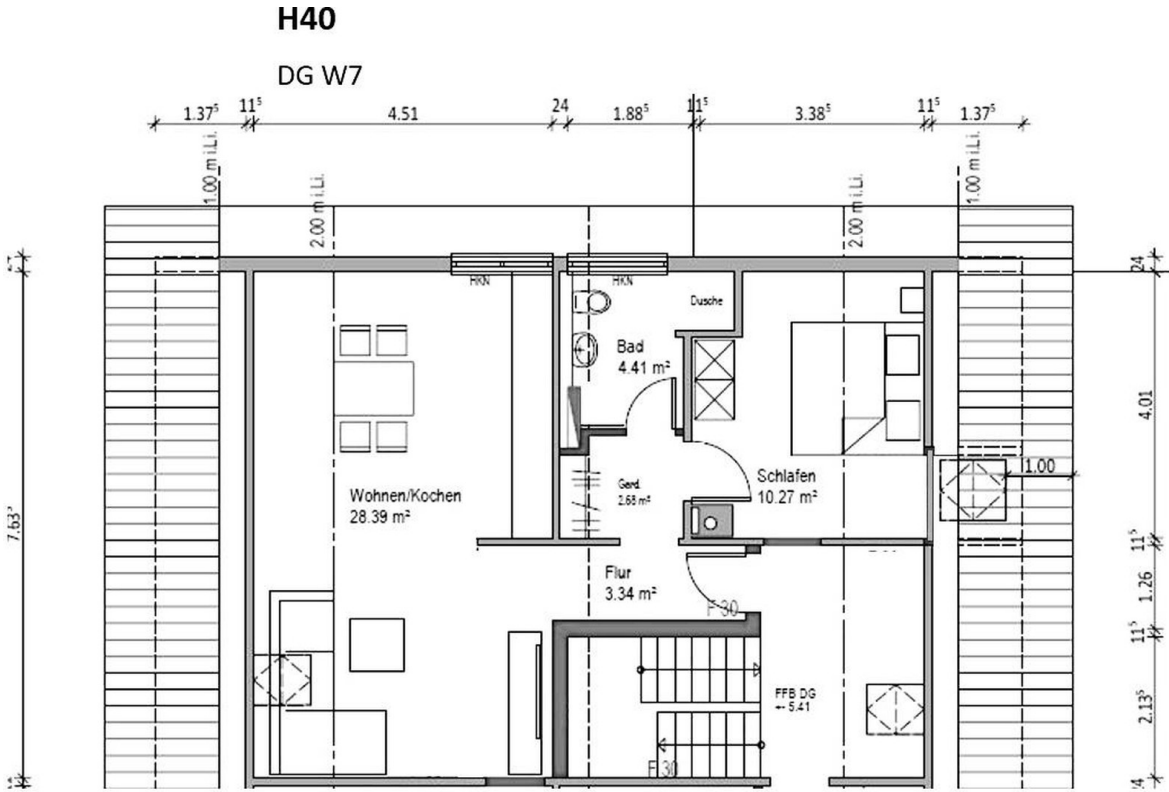 H40
DG W7
1.37⁵ 11⁵ 4.51 24 1.88⁵ 11⁵ 3.38⁵ 11⁵ 1.37⁵
1.00 m i.Li.
2.00 m i.Li.
2.00 m i.Li.
1.00 m i.Li.
24
HKN
HKN
Dusche
Bad
4.41 m²
4.01
Wohnen/Kochen
28.39 m²
Gard.
2.68 m²
Schlafen
10.27 m²
1.00
7.63⁵
11⁵
Flur
3.34 m²
1.26
F 30
11⁵
FFB DG
+- 5.41
2.13⁵
F 30